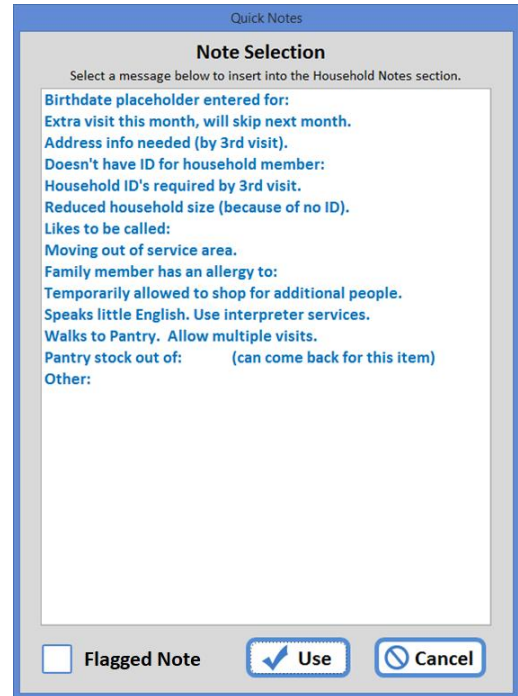 Quick Notes
Note Selection
Select a message below to insert into the Household Notes section.
Birthdate placeholder entered for:
Extra visit this month, will skip next month.
Address info needed (by 3rd visit).
Doesn't have ID for household member:
Household ID's required by 3rd visit.
Reduced household size (because of no ID).
Likes to be called:
Moving out of service area.
Family member has an allergy to:
Temporarily allowed to shop for additional people.
Speaks little English. Use interpreter services.
Walks to Pantry.  Allow multiple visits.
Pantry stock out of:          (can come back for this item)
Other:
Flagged Note Use Cancel